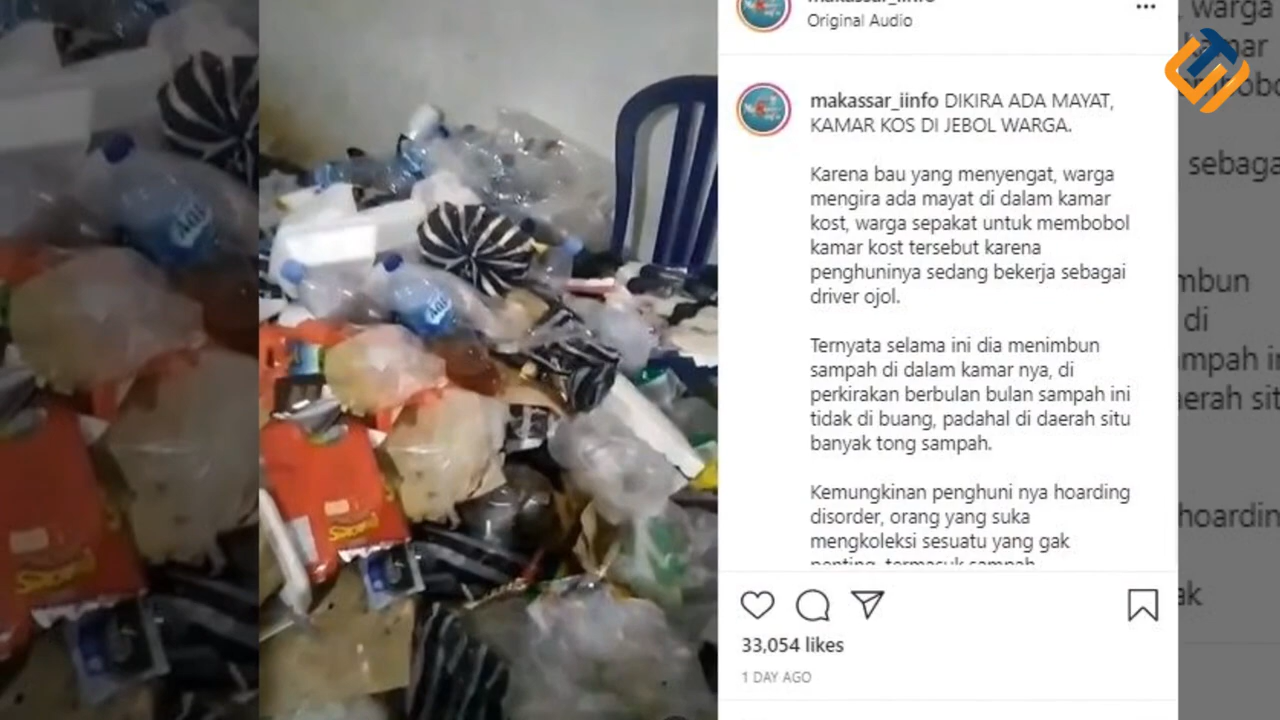 makassar_iinfo
Original Audio
makassar_iinfo DIKIRA ADA MAYAT,
KAMAR KOS DI JEBOL WARGA.
Karena bau yang menyengat, warga
mengira ada mayat di dalam kamar
kost, warga sepakat untuk membobol
kamar kost tersebut karena
penghuninya sedang bekerja sebagai
driver ojol.
Ternyata selama ini dia menimbun
sampah di dalam kamar nya, di
perkirakan berbulan bulan sampah ini
tidak di buang, padahal di daerah situ
banyak tong sampah.
Kemungkinan penghuni nya hoarding
disorder, orang yang suka
mengkoleksi sesuatu yang gak
penting, termasuk sampah
33,054 likes
1 DAY AGO